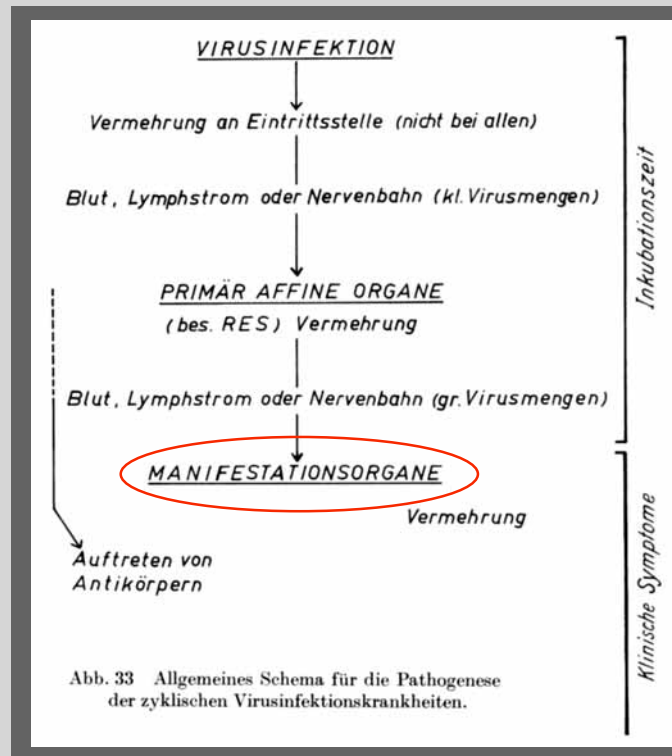 VIRUSINFEKTION
Vermehrung an Eintrittsstelle (nicht bei allen)
Blut, Lymphstrom oder Nervenbahn (kl. Virusmengen)
PRIMÄR AFFINE ORGANE
(bes. RES) Vermehrung
Blut, Lymphstrom oder Nervenbahn (gr. Virusmengen)
MANIFESTATIONSORGANE
Vermehrung
Auftreten von
Antikörpern
Inkubationszeit
Klinische Symptome
Abb. 33 Allgemeines Schema für die Pathogenese
der zyklischen Virusinfektionskrankheiten.